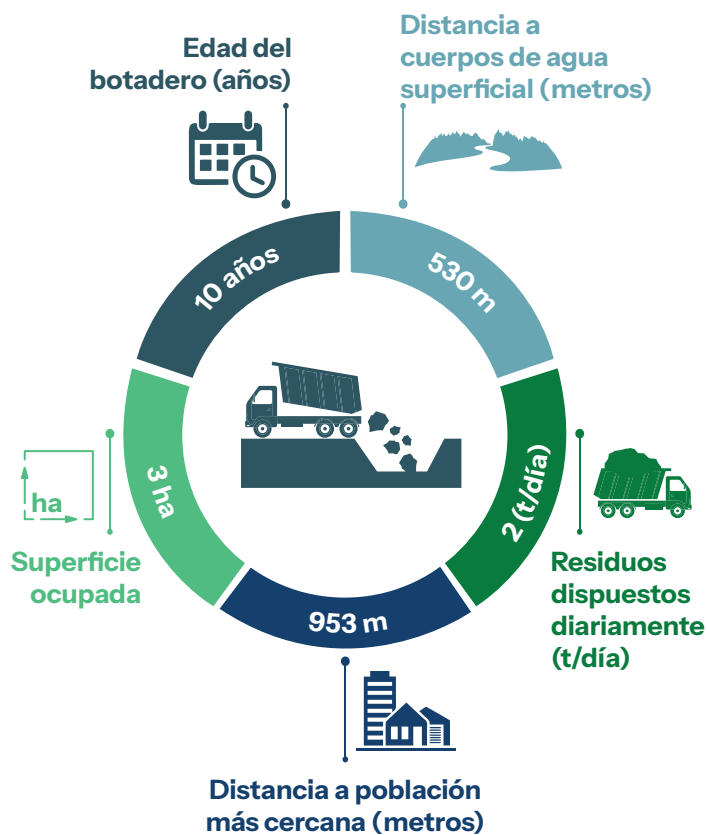 Edad del
botadero (años)
Distancia a
cuerpos de agua
superficial (metros)
10 años
530 m
3 ha
2 (t/día)
953 m
ha
Superficie
ocupada
Residuos
dispuestos
diariamente
(t/día)
Distancia a población
más cercana (metros)